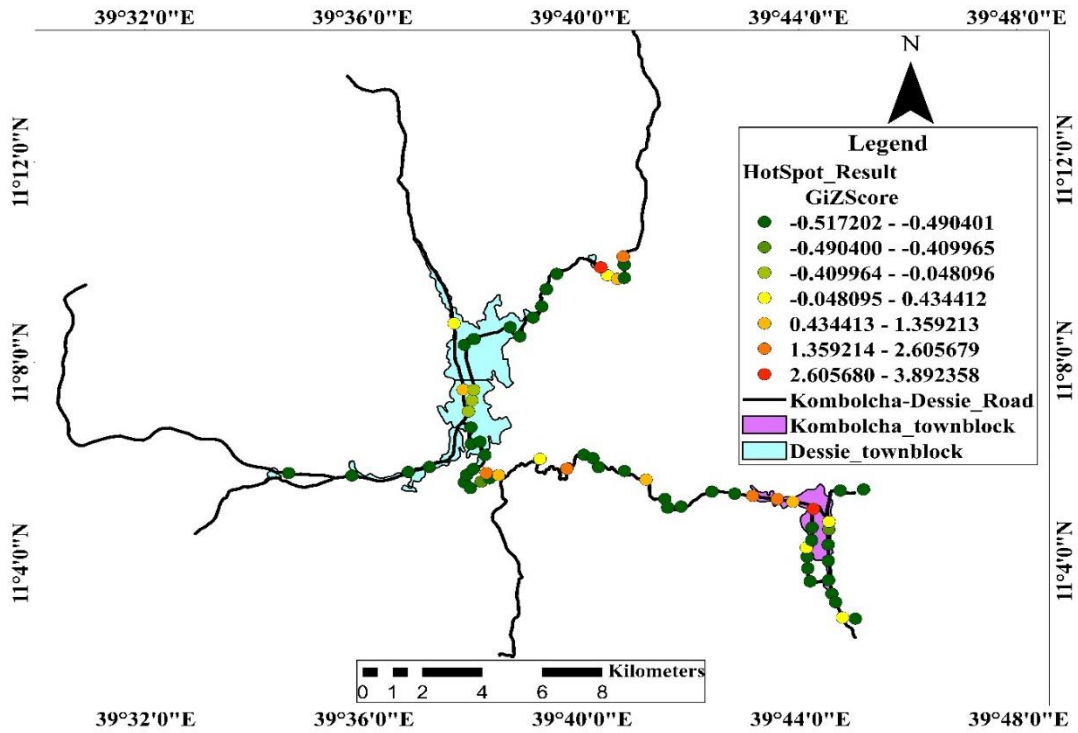 39°32'0"E 39°36'0"E 39°40'0"E 39°44'0"E 39°48'0"E
N
Legend
HotSpot_Result
GiZScore
-0.517202 - -0.490401
-0.490400 - -0.409965
-0.409964 - -0.048096
-0.048095 - 0.434412
0.434413 - 1.359213
1.359214 - 2.605679
2.605680 - 3.892358
Kombolcha-Dessie_Road
Kombolcha_townblock
Dessie_townblock
11°12'0"N 11°12'0"N
11°8'0"N 11°8'0"N
11°4'0"N 11°4'0"N
Kilometers
0 1 2 4 6 8
39°32'0"E 39°36'0"E 39°40'0"E 39°44'0"E 39°48'0"E